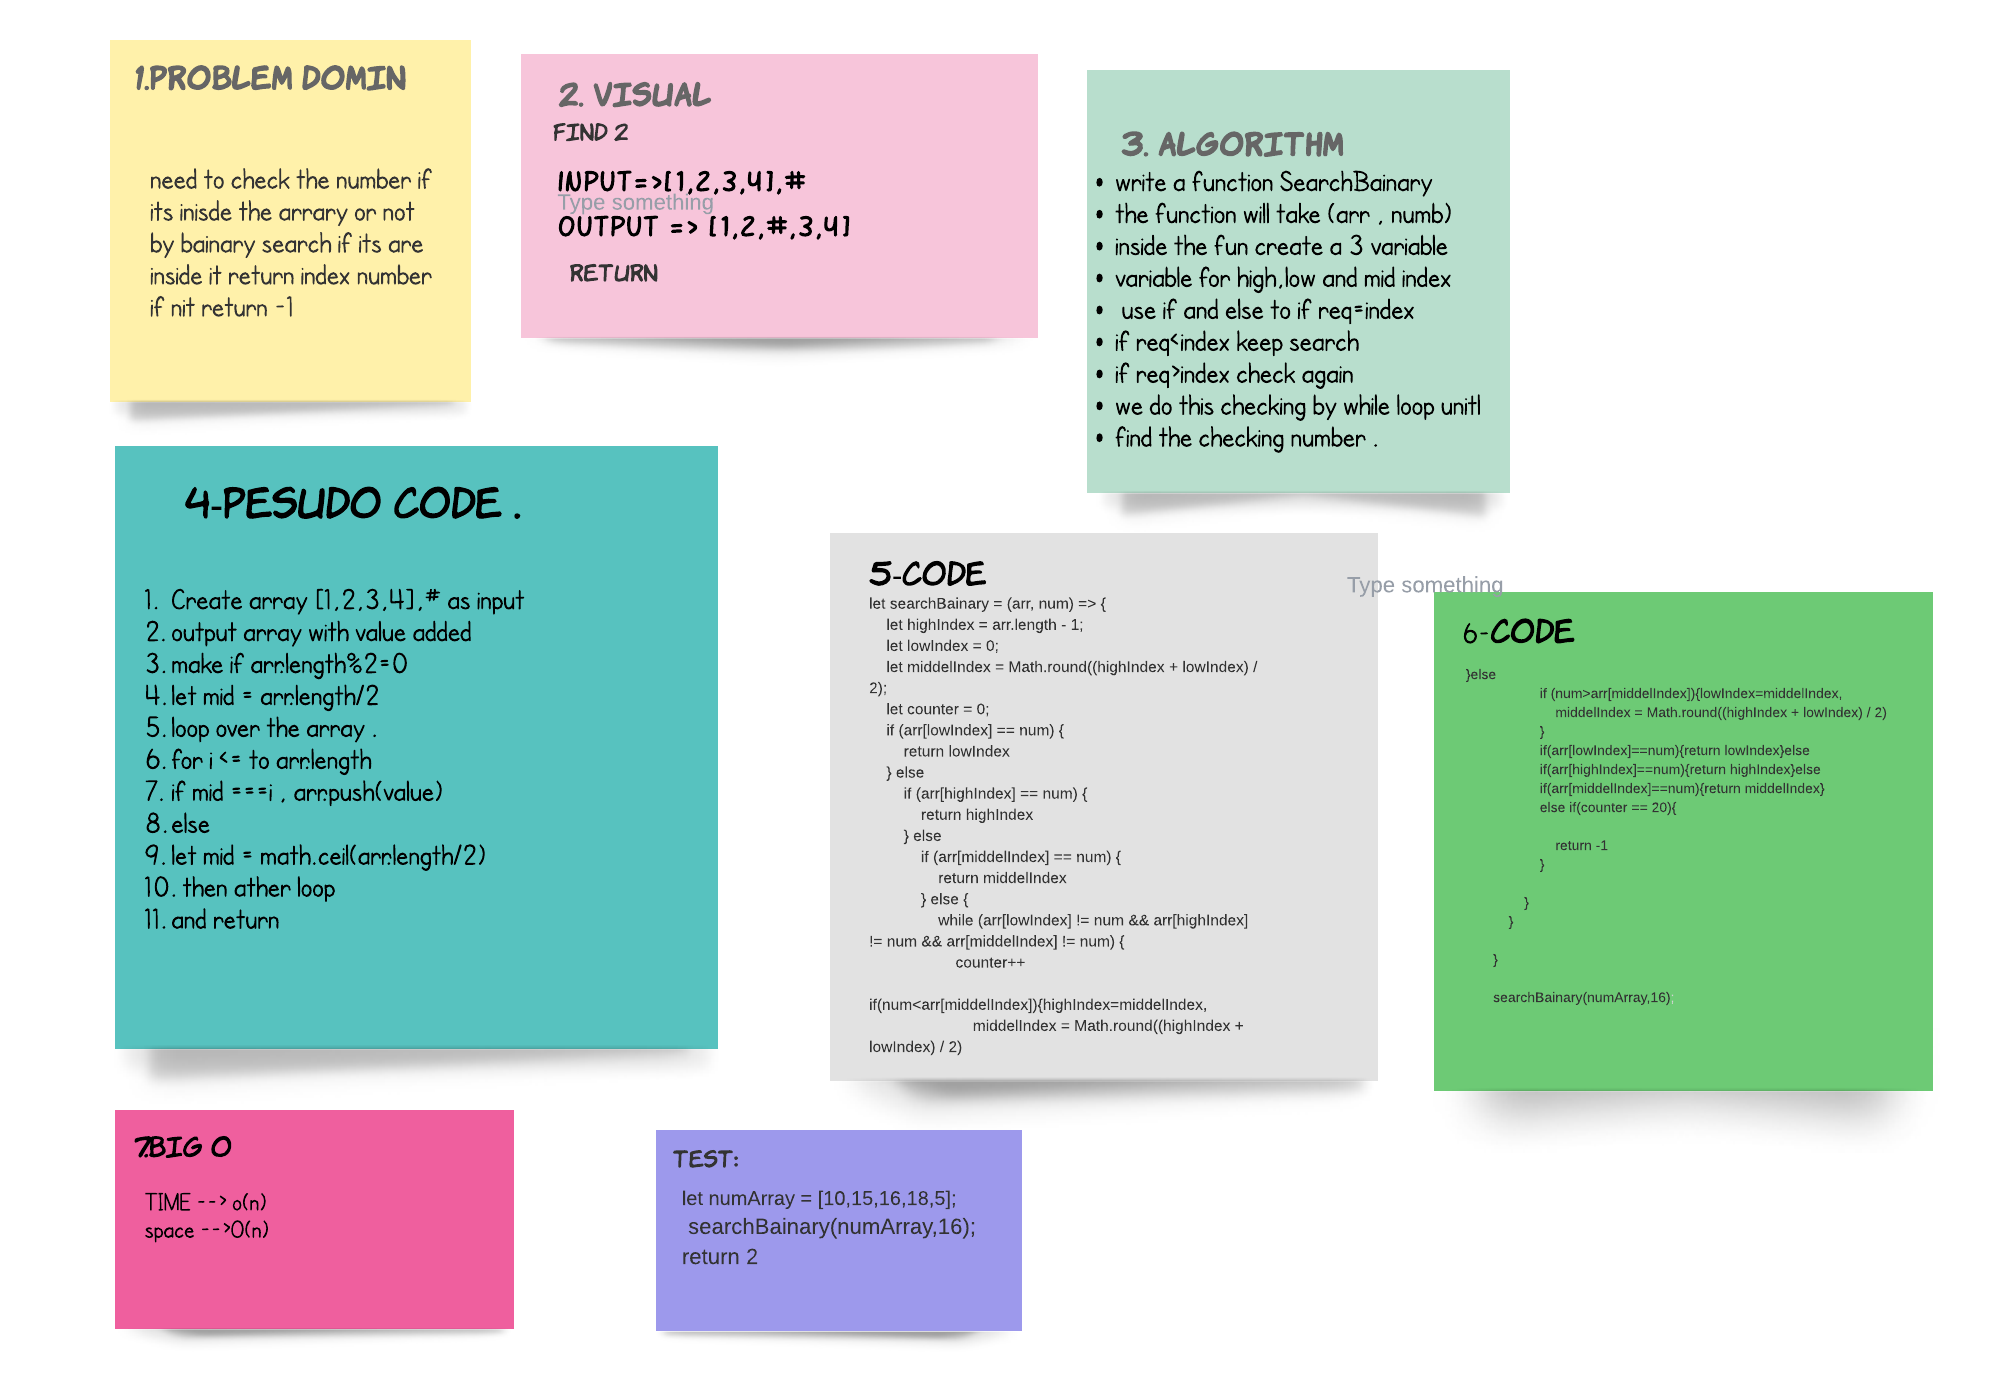 1.PROBLEM DOMIN
need to check the number if
its inisde the arrary or not
by bainary search if its are
inside it return index number
if nit return -1
2. VISUAL
FIND 2
INPUT=>[1,2,3,4],#
Type something
OUTPUT => [1,2,#,3,4]
RETURN
3. ALGORITHM
• write a function SearchBainary
• the function will take (arr , numb)
• inside the fun create a 3 variable
• variable for high,low and mid index
• use if and else to if req=index
• if req<index keep search
• if req>index check again
• we do this checking by while loop unitl
• find the checking number .
4-PESUDO CODE .
1. Create array [1,2,3,4],# as input
2. output array with value added
3. make if arr.length%2=0
4. let mid = arr.length/2
5. loop over the array .
6. for i <= to arr.length
7. if mid ===i , arr.push(value)
8. else
9. let mid = math.ceil(arr.length/2)
10. then ather loop
11. and return
5-CODE
let searchBainary = (arr, num) => {
let highIndex = arr.length - 1;
let lowIndex = 0;
let middelIndex = Math.round((highIndex + lowIndex) /
2);
let counter = 0;
if (arr[lowIndex] == num) {
return lowIndex
} else
if (arr[highIndex] == num) {
return highIndex
} else
if (arr[middelIndex] == num) {
return middelIndex
} else {
while (arr[lowIndex] != num && arr[highIndex]
!= num && arr[middelIndex] != num) {
counter++
if(num<arr[middelIndex]){highIndex=middelIndex,
middelIndex = Math.round((highIndex +
lowIndex) / 2)
Type something
6-CODE
}else
if (num>arr[middelIndex]){lowIndex=middelIndex,
middelIndex = Math.round((highIndex + lowIndex) / 2)
}
if(arr[lowIndex]==num){return lowIndex}else
if(arr[highIndex]==num){return highIndex}else
if(arr[middelIndex]==num){return middelIndex}
else if(counter == 20){
return -1
}
}
}
}
searchBainary(numArray,16);
7.BIG O
TIME --> o(n)
space -->O(n)
TEST:
let numArray = [10,15,16,18,5];
searchBainary(numArray,16);
return 2